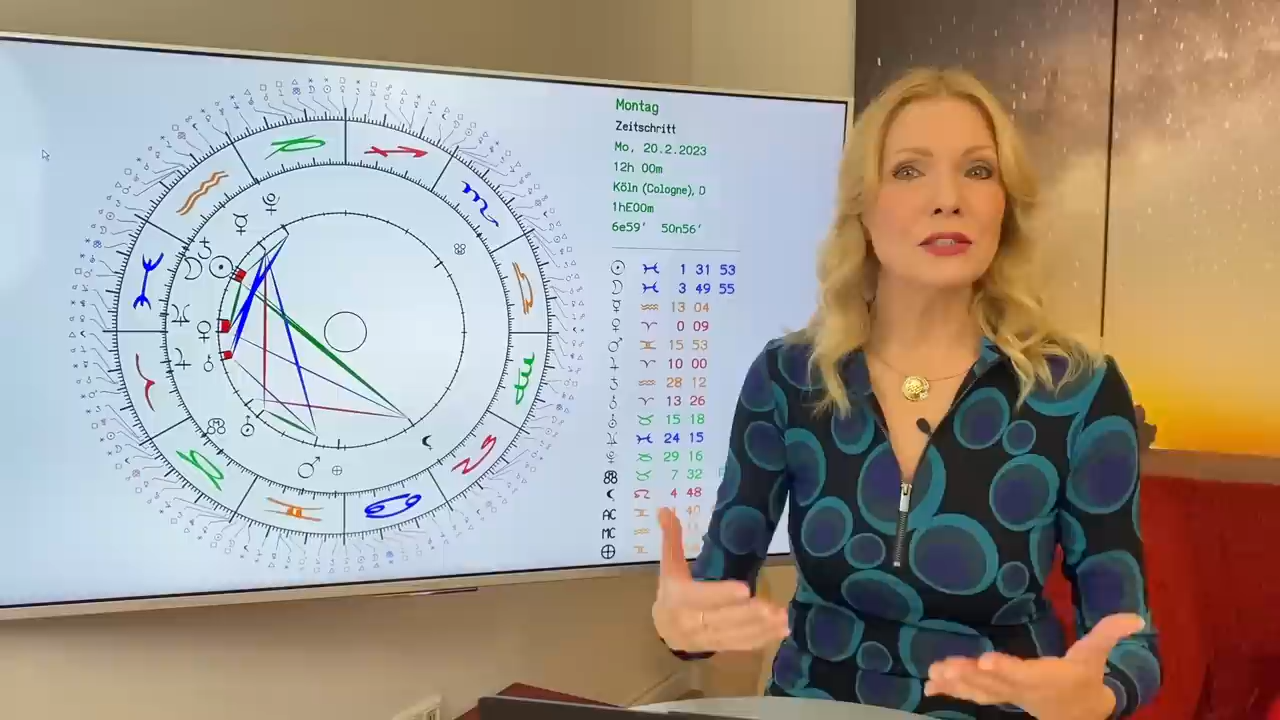 Montag
Zeitschritt
Mo, 20.2.2023
12h 00m
Köln (Cologne), D
1hE00m
6e59' 50n56'
☉ ♓ 1 31 53
☽ ♓ 3 49 55
☿ ♒ 13 04
♀ ♈ 0 09
♂ ♊ 15 53
♃ ♈ 10 00
♄ ♒ 28 12
⚷ ♈ 13 26
♅ ♉ 15 18
♆ ♓ 24 15
♇ ♑ 29 16
☊ ♉ 7 32
⚸ ♌ 4 48
AC ♊
MC ♒
⊕ ♊